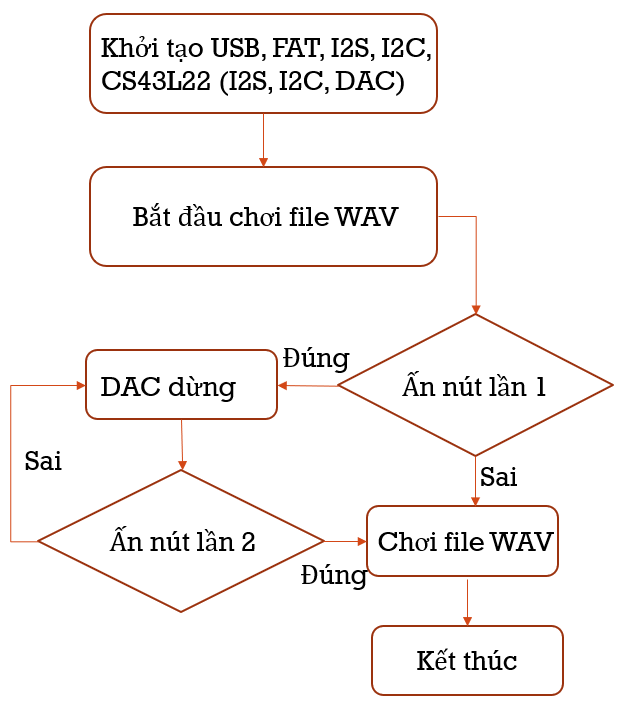 Khởi tạo USB, FAT, I2S, I2C,
CS43L22 (I2S, I2C, DAC)
Bắt đầu chơi file WAV
Ấn nút lần 1
Đúng
DAC dừng
Sai
Sai
Ấn nút lần 2
Đúng
Chơi file WAV
Kết thúc